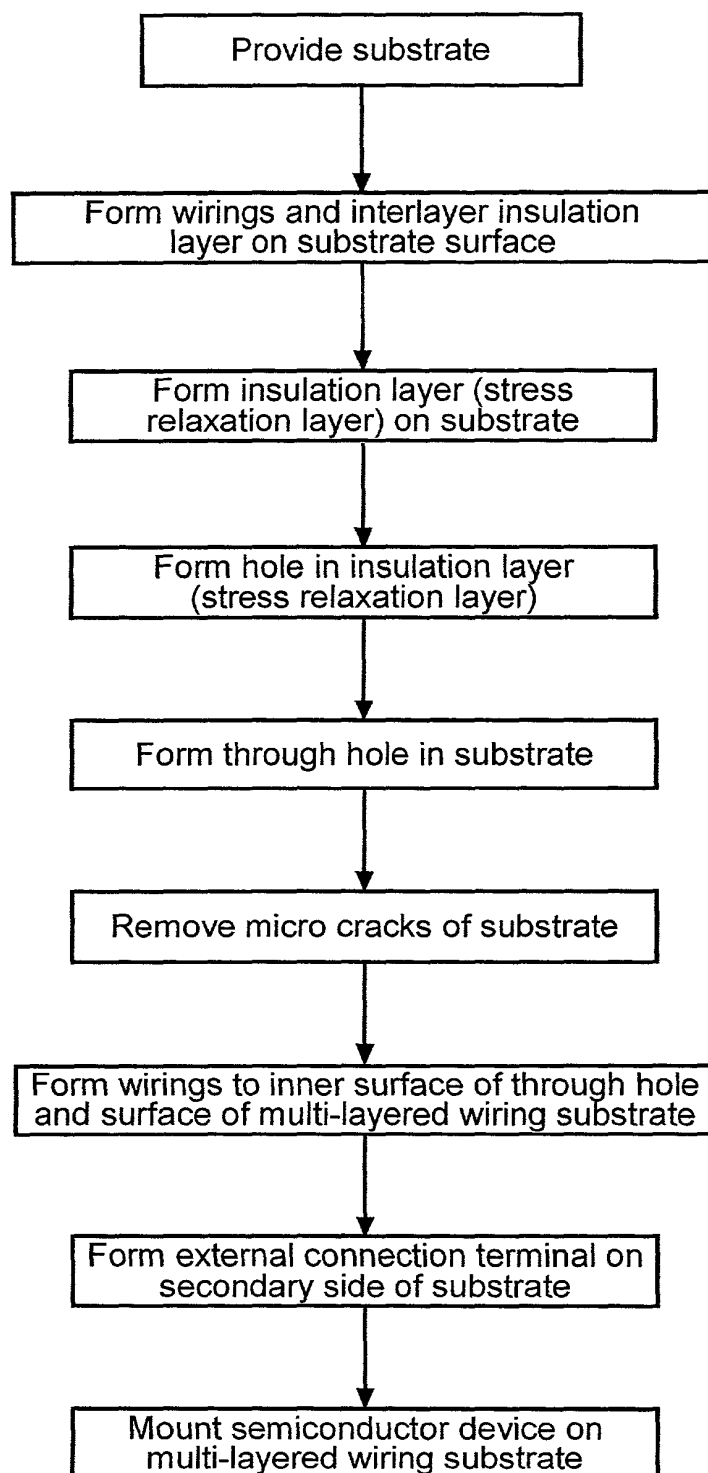 Provide substrate
Form wirings and interlayer insulation
layer on substrate surface
Form insulation layer (stress
relaxation layer) on substrate
Form hole in insulation layer
(stress relaxation layer)
Form through hole in substrate
Remove micro cracks of substrate
Form wirings to inner surface of through hole
and surface of multi-layered wiring substrate
Form external connection terminal on
secondary side of substrate
Mount semiconductor device on
multi-layered wiring substrate